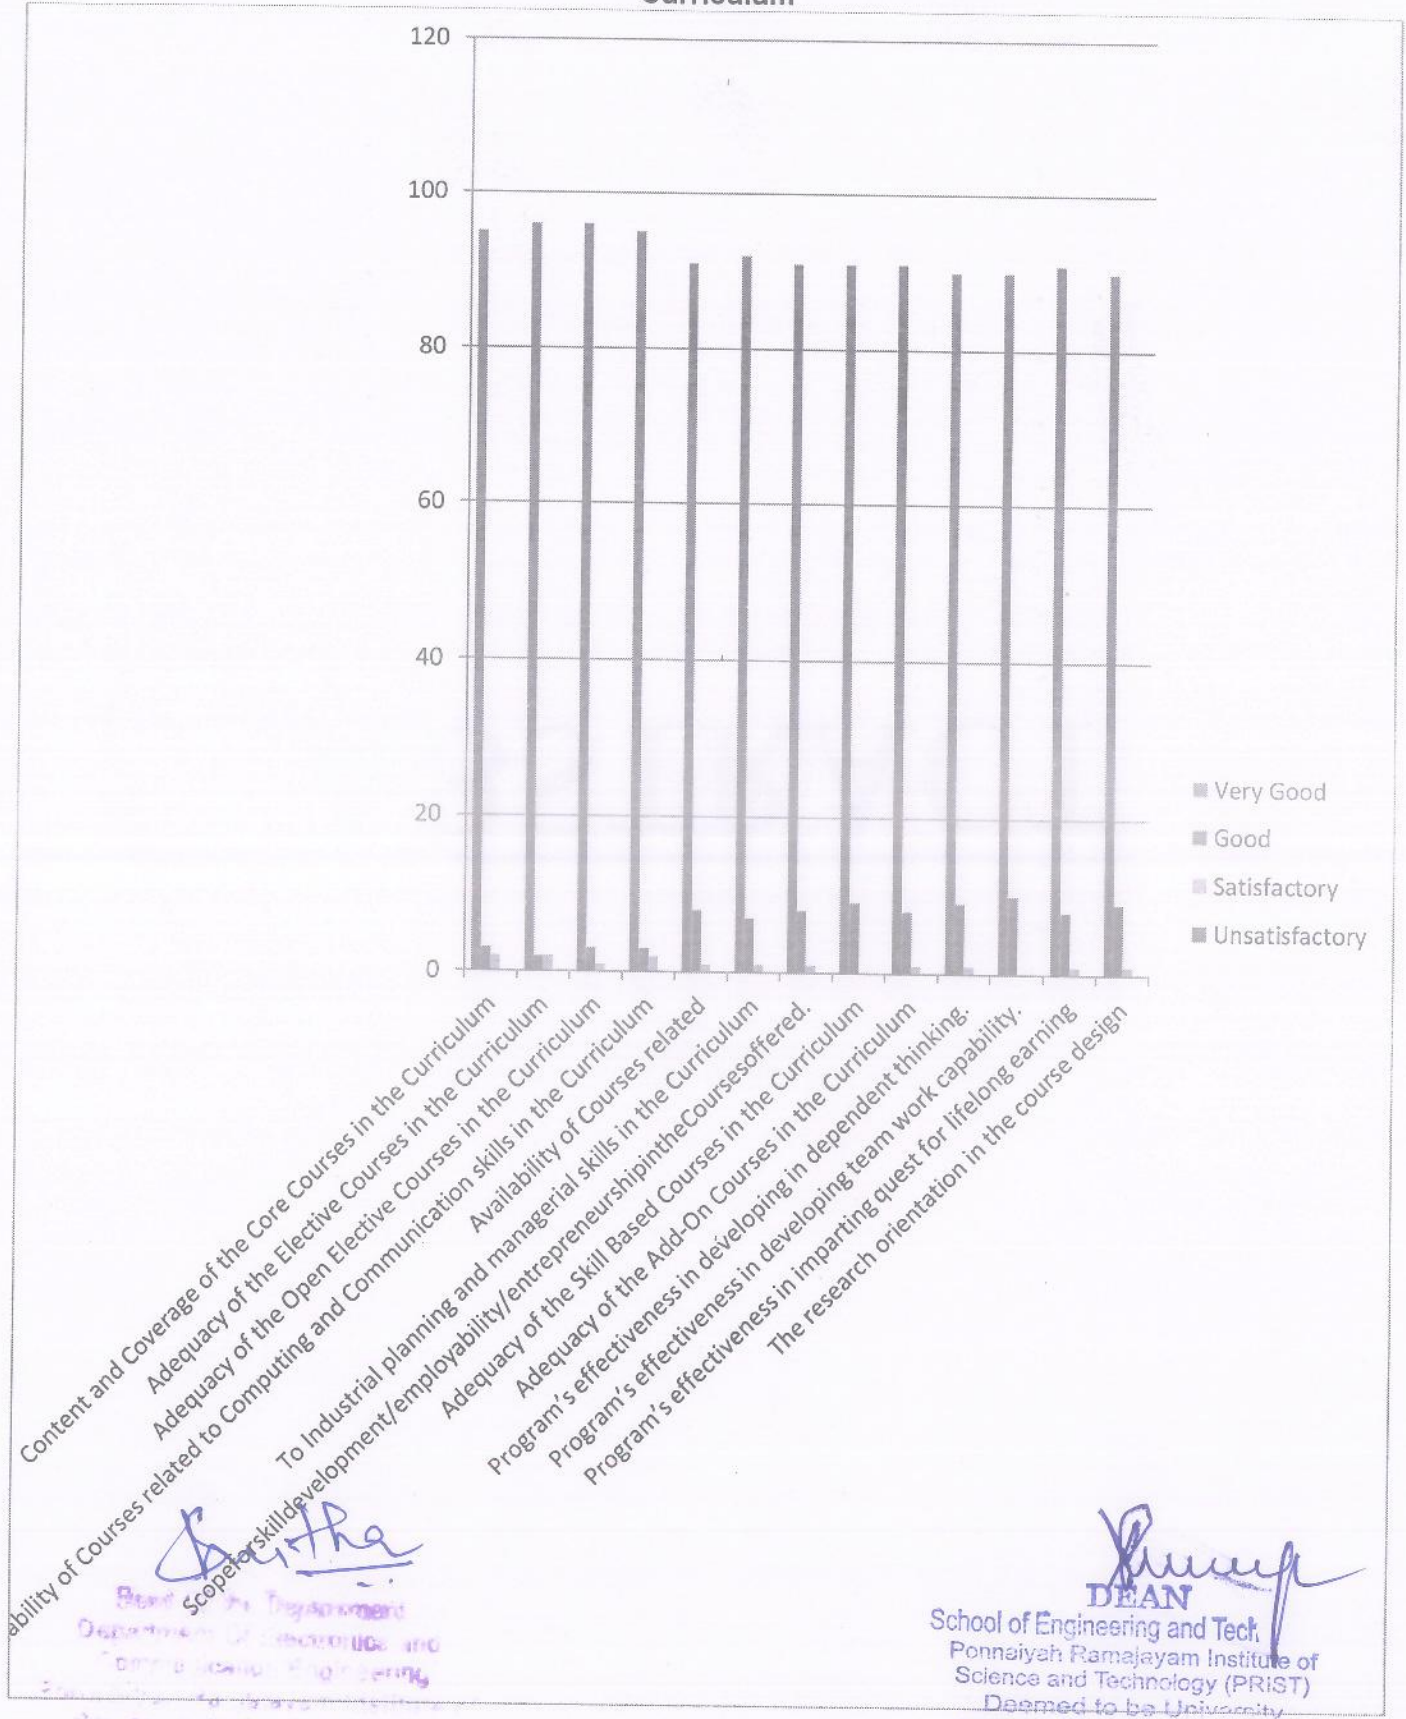 Curriculum
120
100
80
60
40
20
0
Very Good
Good
Satisfactory
Unsatisfactory
Content and Coverage of the Core Courses in the Curriculum
Adequacy of the Elective Courses in the Curriculum
Adequacy of the Open Elective Courses in the Curriculum
ability of Courses related to Computing and Communication skills in the Curriculum
Availability of Courses related
To Industrial planning and managerial skills in the Curriculum
Scopeforskilldevelopment/employability/entrepreneurshipintheCoursesoffered.
Adequacy of the Skill Based Courses in the Curriculum
Adequacy of the Add-On Courses in the Curriculum
Program's effectiveness in developing in dependent thinking.
Program's effectiveness in developing team work capability.
Program's effectiveness in imparting quest for lifelong earning
The research orientation in the course design
Department
Department Of Electronics and
Engineering
DEAN
School of Engineering and Tech
Ponnaiyah Ramajayam Institute of
Science and Technology (PRIST)
Deemed to be University